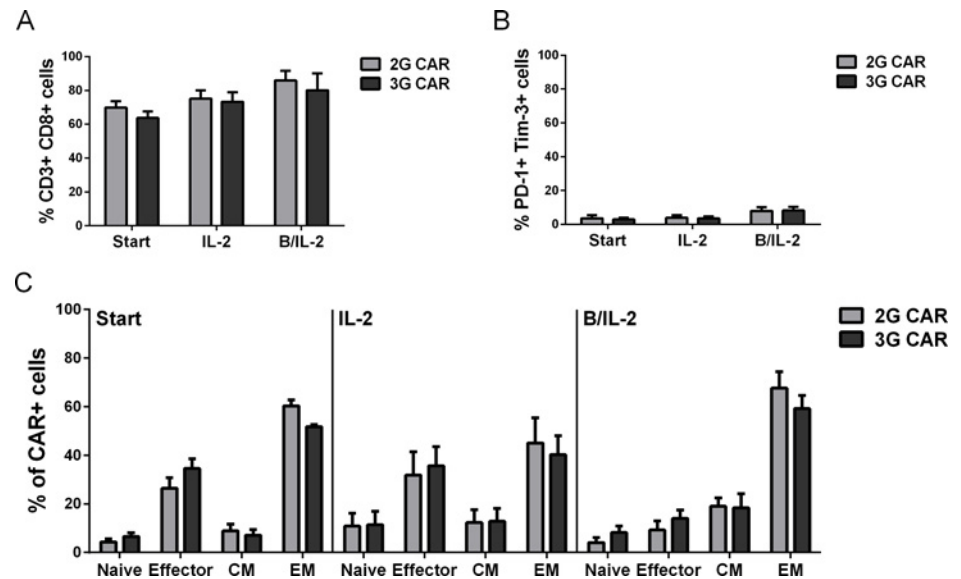 A
% CD3+ CD8+ cells
100
80
60
40
20
0
Start IL-2 B/IL-2
2G CAR
3G CAR
B
% PD-1+ Tim-3+ cells
100
80
60
40
20
0
Start IL-2 B/IL-2
2G CAR
3G CAR
C
% of CAR+ cells
100
80
60
40
20
0
Start IL-2 B/IL-2
Naive Effector CM EM Naive Effector CM EM Naive Effector CM EM
2G CAR
3G CAR